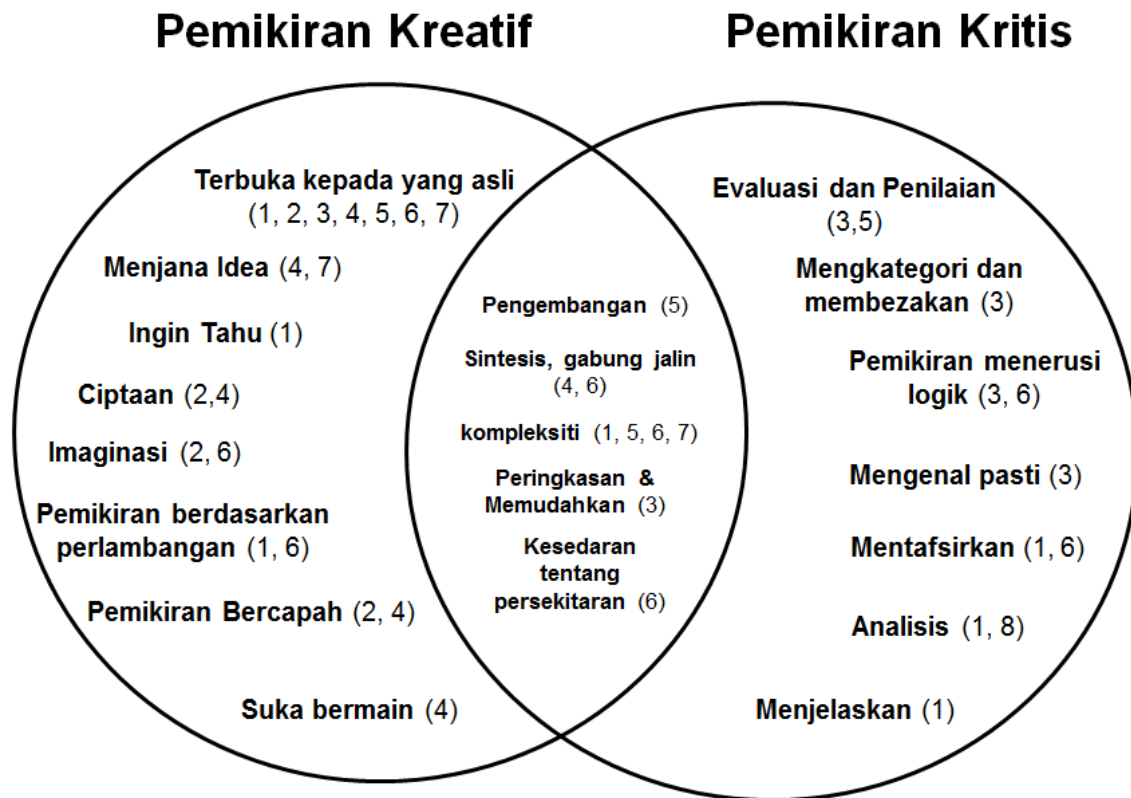 Pemikiran Kreatif
Pemikiran Kritis
Terbuka kepada yang asli
(1, 2, 3, 4, 5, 6, 7)
Menjana Idea (4, 7)
Ingin Tahu (1)
Ciptaan (2,4)
Imaginasi (2, 6)
Pemikiran berdasarkan
perlambangan (1, 6)
Pemikiran Bercapah (2, 4)
Suka bermain (4)
Pengembangan (5)
Sintesis, gabung jalin
(4, 6)
kompleksiti (1, 5, 6, 7)
Peringkasan &
Memudahkan (3)
Kesedaran
tentang
persekitaran (6)
Evaluasi dan Penilaian
(3,5)
Mengkategori dan
membezakan (3)
Pemikiran menerusi
logik (3, 6)
Mengenal pasti (3)
Mentafsirkan (1, 6)
Analisis (1, 8)
Menjelaskan (1)